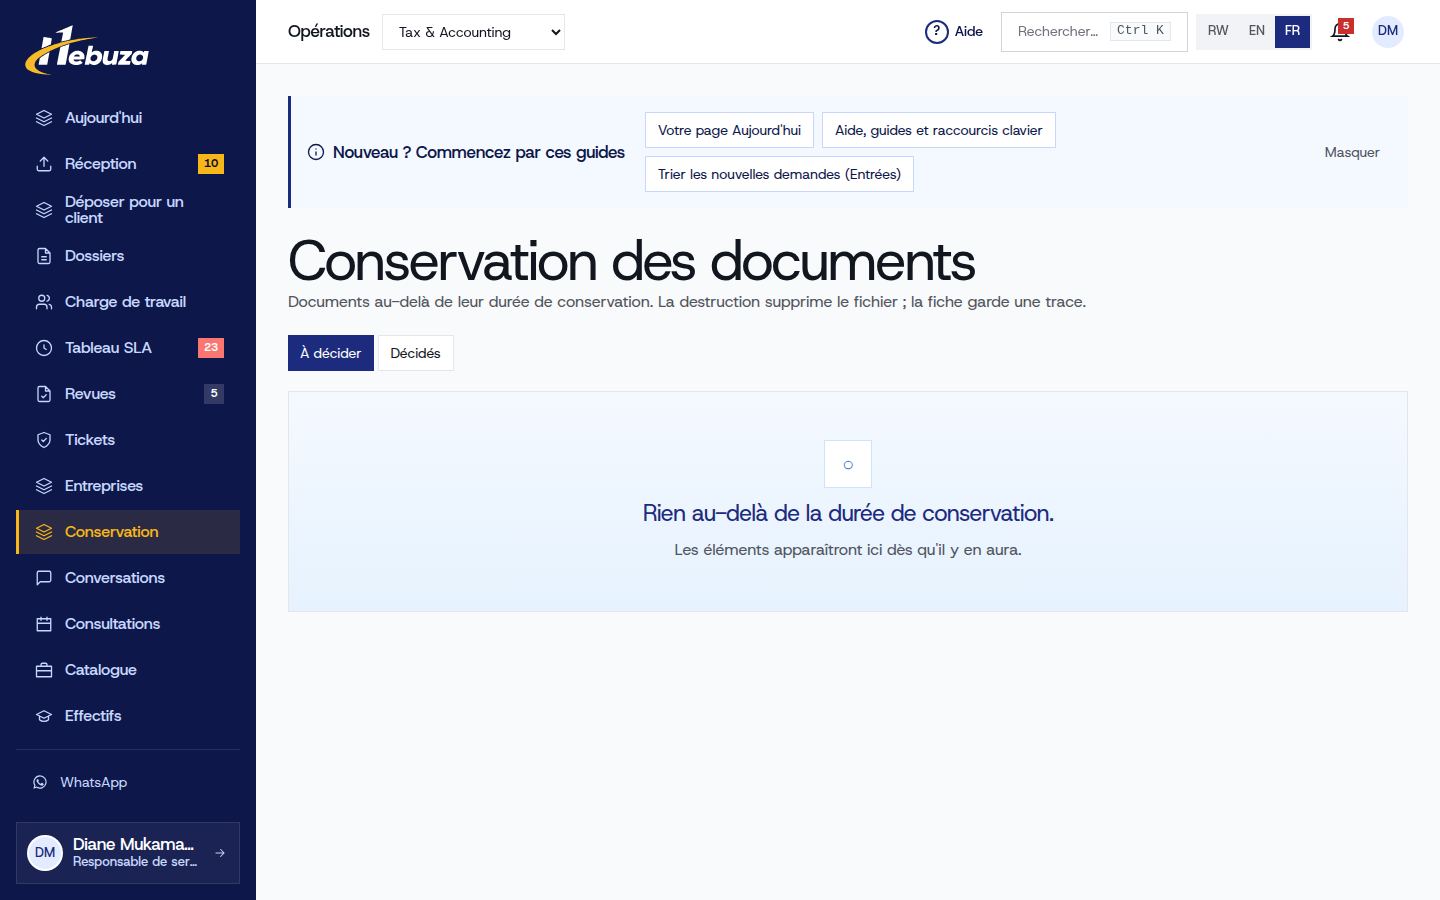 Hebuza
Opérations
Tax & Accounting
? Aide
Rechercher...
Ctrl K
RW EN FR
5
DM
Aujourd'hui
Réception 10
Déposer pour un
client
Dossiers
Charge de travail
Tableau SLA 23
Revues 5
Tickets
Entreprises
Conservation
Conversations
Consultations
Catalogue
Effectifs
WhatsApp
DM
Diane Mukama...
Responsable de ser...
Nouveau ? Commencez par ces guides
Votre page Aujourd'hui
Aide, guides et raccourcis clavier
Trier les nouvelles demandes (Entrées)
Masquer
Conservation des documents
Documents au-delà de leur durée de conservation. La destruction supprime le fichier ; la fiche garde une trace.
À décider
Décidés
Rien au-delà de la durée de conservation.
Les éléments apparaîtront ici dès qu'il y en aura.